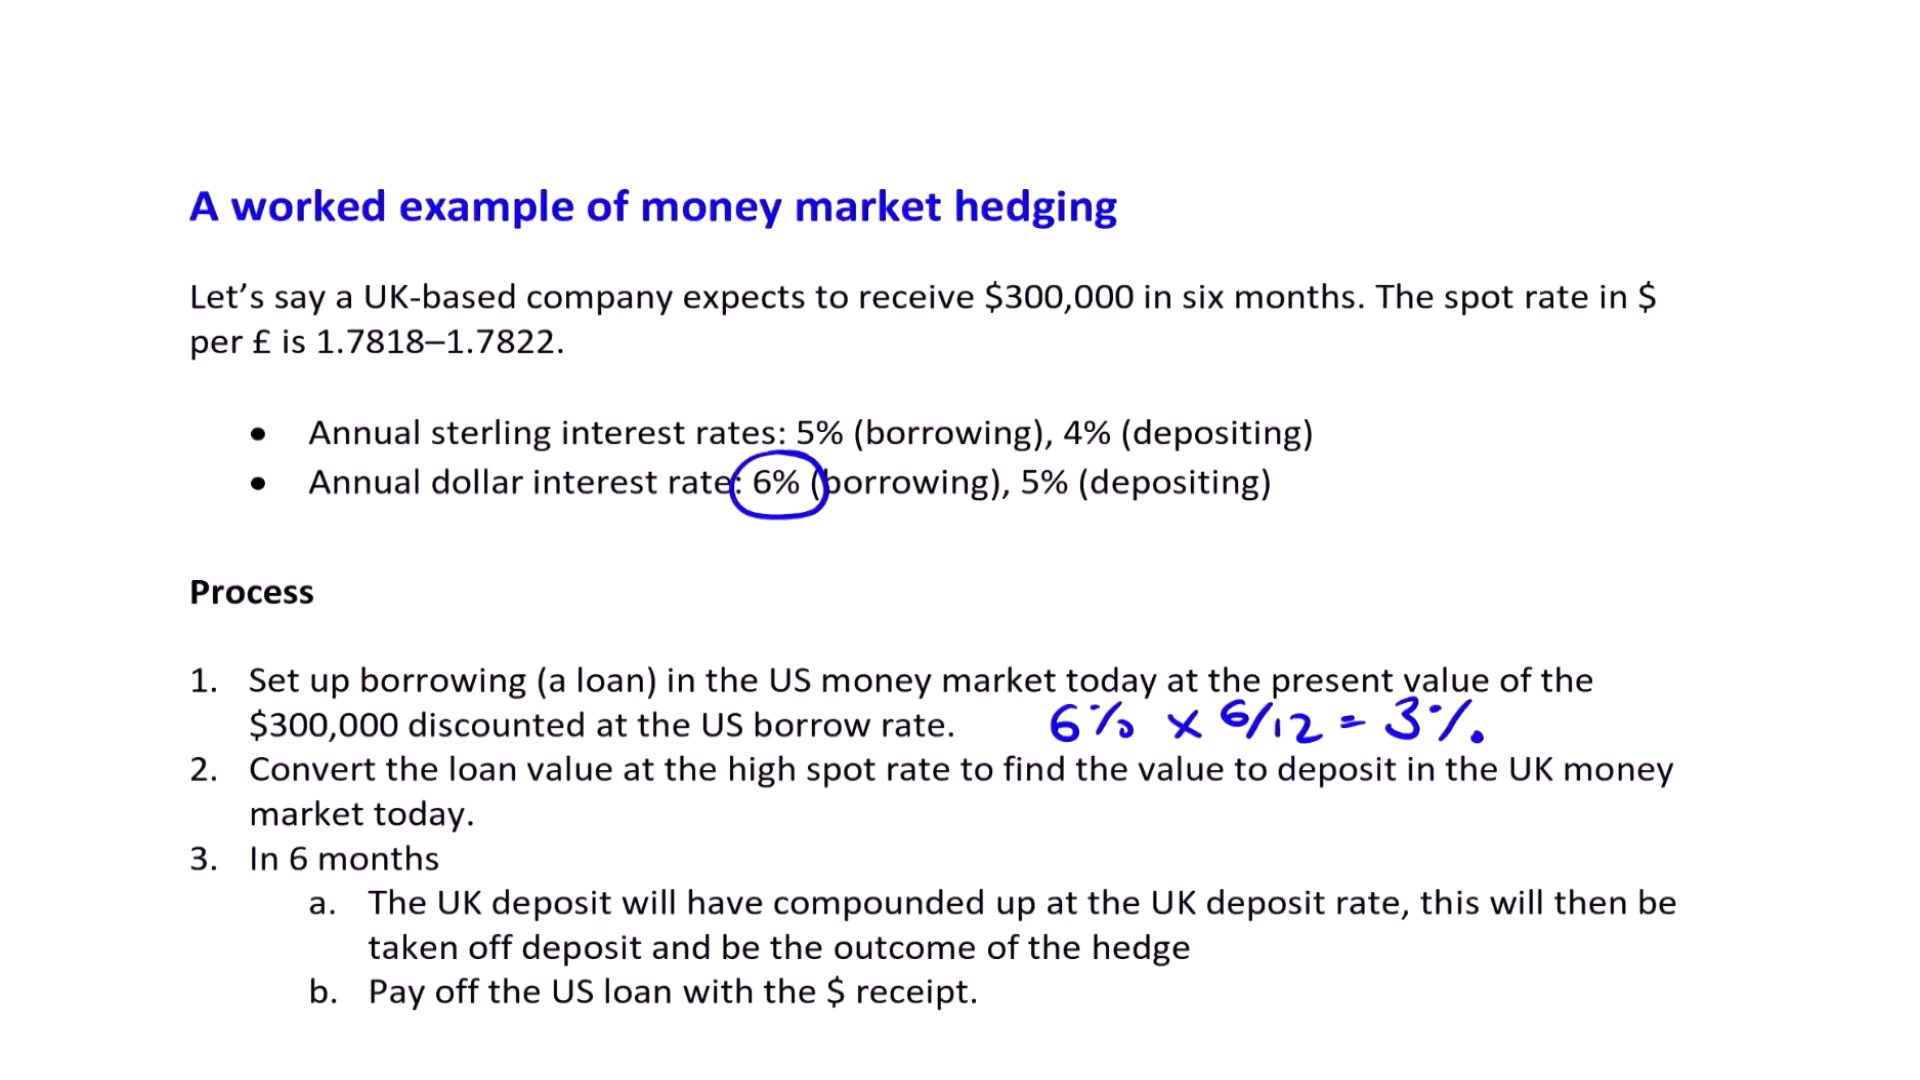 A worked example of money market hedging
Let’s say a UK-based company expects to receive $300,000 in six months. The spot rate in $
per £ is 1.7818–1.7822.
• Annual sterling interest rates: 5% (borrowing), 4% (depositing)
• Annual dollar interest rate: 6% (borrowing), 5% (depositing)
Process
1. Set up borrowing (a loan) in the US money market today at the present value of the
$300,000 discounted at the US borrow rate. 6% x 6/12 = 3%.
2. Convert the loan value at the high spot rate to find the value to deposit in the UK money
market today.
3. In 6 months
a. The UK deposit will have compounded up at the UK deposit rate, this will then be
taken off deposit and be the outcome of the hedge
b. Pay off the US loan with the $ receipt.